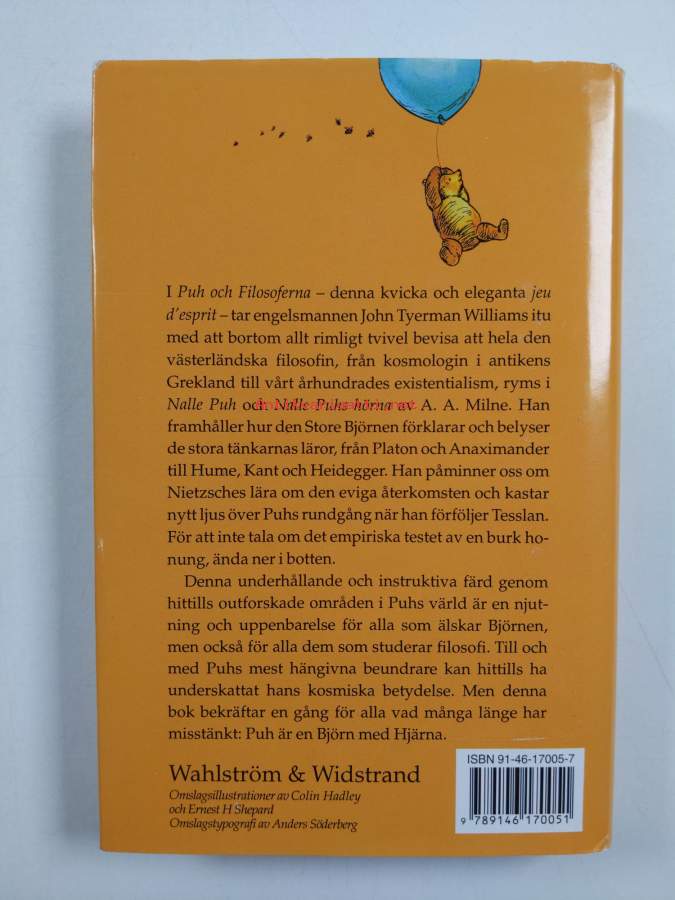 I Puh och Filosoferna – denna kvicka och eleganta jeu
d'esprit – tar engelsmannen John Tyerman Williams itu
med att bortom allt rimligt tvivel bevisa att hela den
västerländska filosofin, från kosmologin i antikens
Grekland till vårt århundrades existentialism, ryms i
Nalle Puh och Nalle Puhs hörna av A. A. Milne. Han
framhåller hur den Store Björnen förklarar och belyser
de stora tänkarnas läror, från Platon och Anaximander
till Hume, Kant och Heidegger. Han påminner oss om
Nietzsches lära om den eviga återkomsten och kastar
nytt ljus över Puhs rundgång när han förföljer Tesslan.
För att inte tala om det empiriska testet av en burk ho-
nung, ända ner i botten.
Denna underhållande och instruktiva färd genom
hittills outforskade områden i Puhs värld är en njut-
ning och uppenbarelse för alla som älskar Björnen,
men också för alla dem som studerar filosofi. Till och
med Puhs mest hängivna beundrare kan hittills ha
underskattat hans kosmiska betydelse. Men denna
bok bekräftar en gång för alla vad många länge har
misstänkt: Puh är en Björn med Hjärna.
Wahlström & Widstrand
Omslagsillustrationer av Colin Hadley
och Ernest H Shepard
Omslagstypografi av Anders Söderberg
ISBN 91-46-17005-7
9 789146 170051